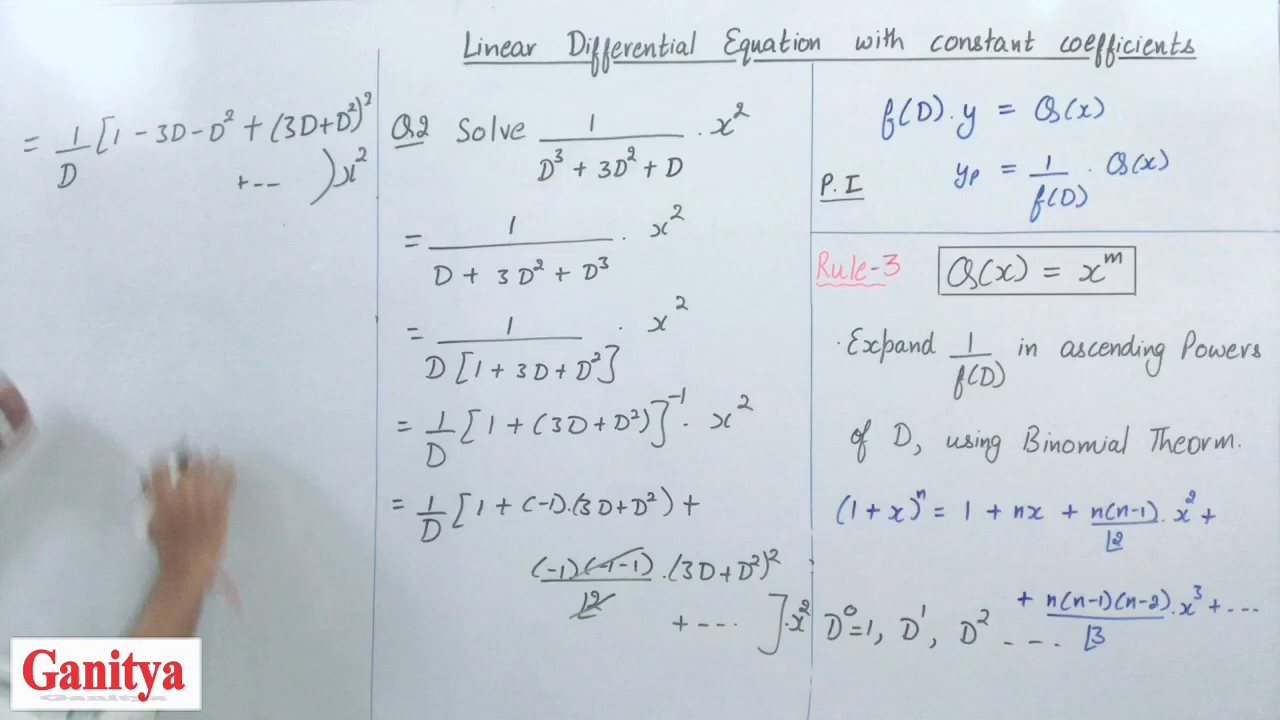 Linear Differential Equation with constant coefficients
= 1/D [1 - 3D - D² + (3D+D²)²
+ -- ) x²
Q.2 Solve 1/(D³ + 3D² + D) . x²
= 1/(D + 3D² + D³) . x²
= 1/(D [1 + 3D + D²]) . x²
= 1/D [1 + (3D + D²)]⁻¹ . x²
= 1/D [1 + (-1).(3D + D²) +
(-1)(-1-1)/⌊2 . (3D + D²)²
+ --- ] . x²
f(D).y = Q(x)
P.I yₚ = 1/f(D) . Q(x)
Rule-3 Q(x) = xᵐ
. Expand 1/f(D) in ascending Powers
of D, using Binomial Theorm.
(1 + x)ⁿ = 1 + nx + n(n-1)/⌊2 . x² +
+ n(n-1)(n-2)/⌊3 . x³ + ----
D⁰=1, D¹, D² -- --.
Ganitya